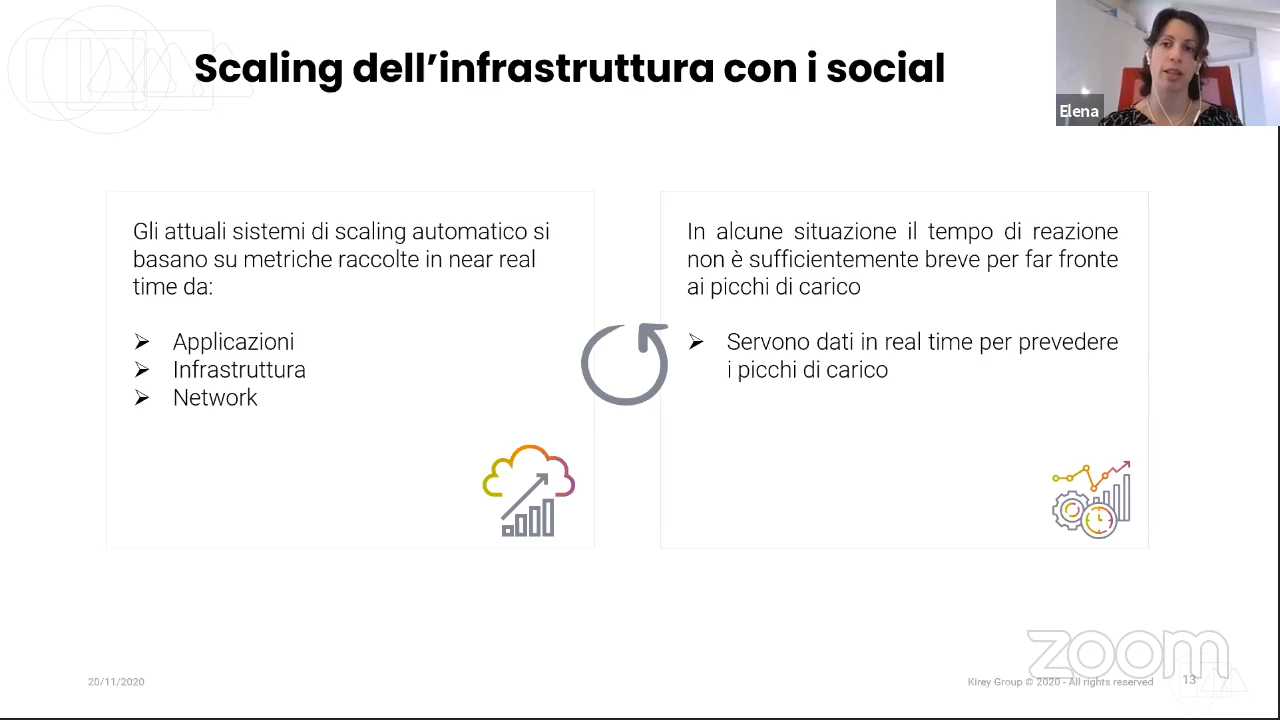 Scaling dell’infrastruttura con i social
Elena
Gli attuali sistemi di scaling automatico si
basano su metriche raccolte in near real
time da:
Applicazioni
Infrastruttura
Network
In alcune situazione il tempo di reazione
non è sufficientemente breve per far fronte
ai picchi di carico
Servono dati in real time per prevedere
i picchi di carico
zoom
20/11/2020
Kirey Group © 2020 - All rights reserved
13